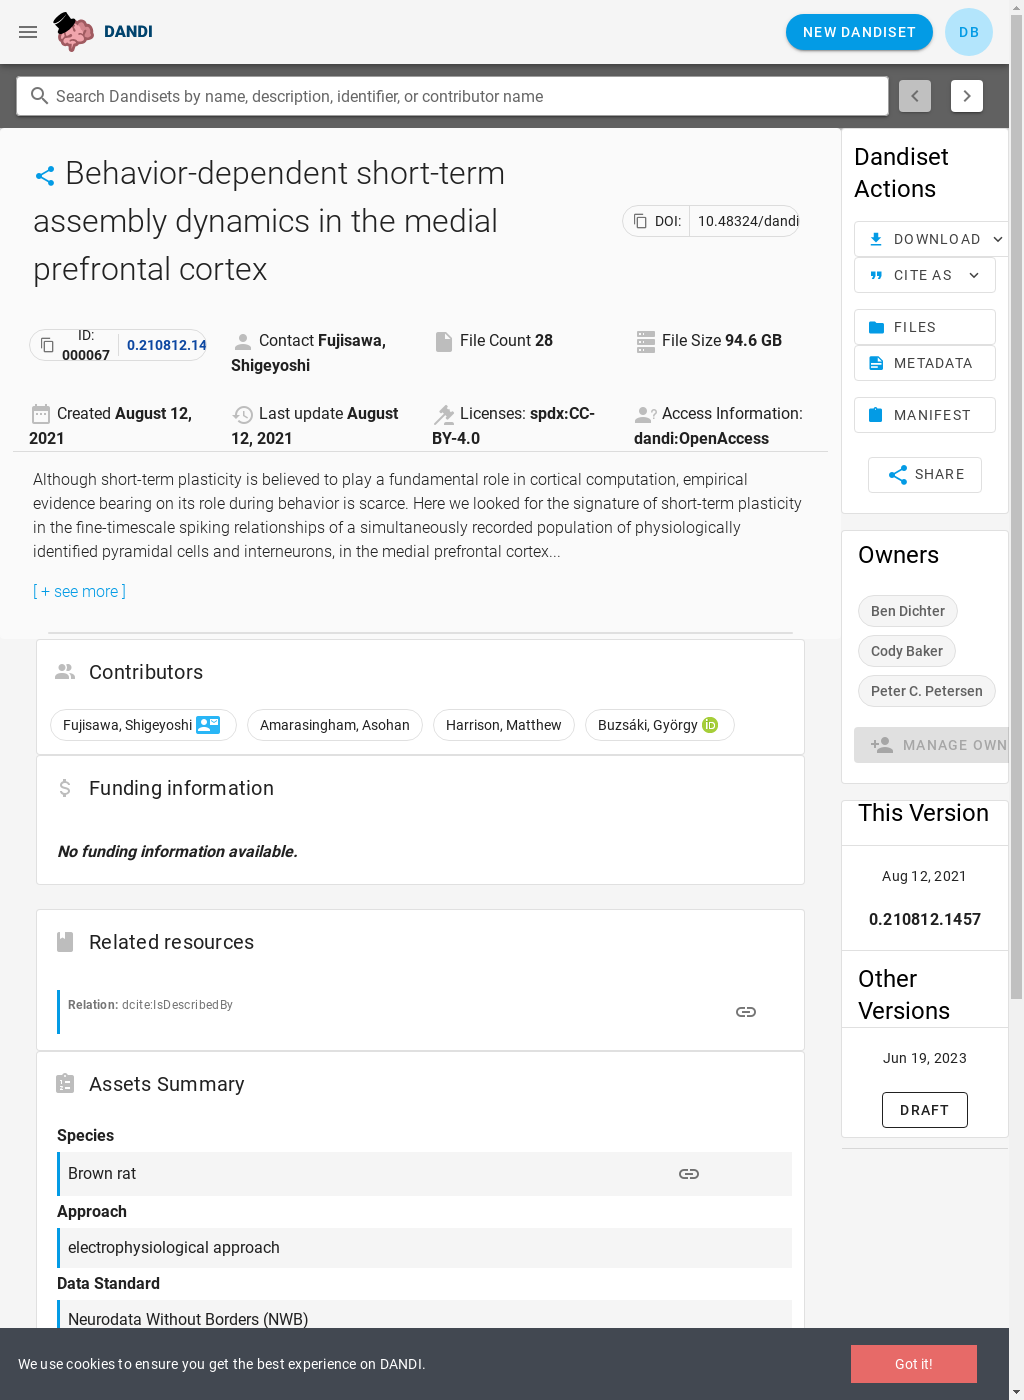 DANDI
NEW DANDISET
DB
Search Dandisets by name, description, identifier, or contributor name
Behavior-dependent short-term
assembly dynamics in the medial
prefrontal cortex
DOI: 10.48324/dandi
ID:
000067
0.210812.14
Contact Fujisawa,
Shigeyoshi
File Count 28
File Size 94.6 GB
Created August 12,
2021
Last update August
12, 2021
Licenses: spdx:CC-
BY-4.0
Access Information:
dandi:OpenAccess
Although short-term plasticity is believed to play a fundamental role in cortical computation, empirical
evidence bearing on its role during behavior is scarce. Here we looked for the signature of short-term plasticity
in the fine-timescale spiking relationships of a simultaneously recorded population of physiologically
identified pyramidal cells and interneurons, in the medial prefrontal cortex...
[ + see more ]
Contributors
Fujisawa, Shigeyoshi
Amarasingham, Asohan
Harrison, Matthew
Buzsáki, György
iD
Funding information
No funding information available.
Related resources
Relation: dcite:IsDescribedBy
Assets Summary
Species
Brown rat
Approach
electrophysiological approach
Data Standard
Neurodata Without Borders (NWB)
Dandiset
Actions
DOWNLOAD
CITE AS
FILES
METADATA
MANIFEST
SHARE
Owners
Ben Dichter
Cody Baker
Peter C. Petersen
MANAGE OWN
This Version
Aug 12, 2021
0.210812.1457
Other
Versions
Jun 19, 2023
DRAFT
We use cookies to ensure you get the best experience on DANDI.
Got it!